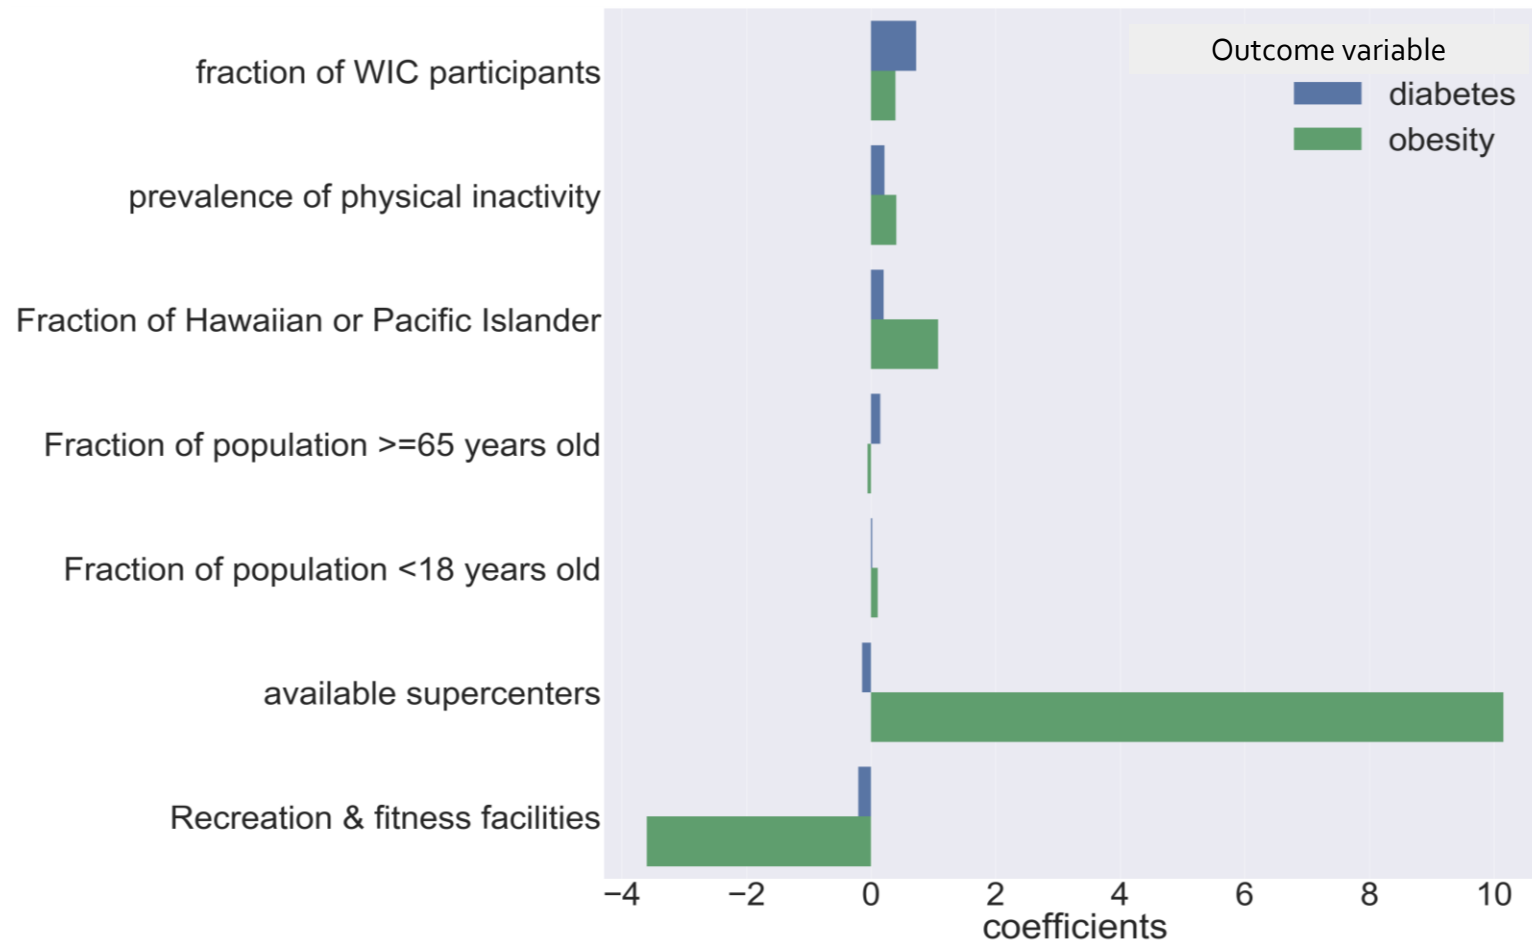 Outcome variable
diabetes
obesity
fraction of WIC participants
prevalence of physical inactivity
Fraction of Hawaiian or Pacific Islander
Fraction of population >=65 years old
Fraction of population <18 years old
available supercenters
Recreation & fitness facilities
−4 −2 0 2 4 6 8 10
coefficients